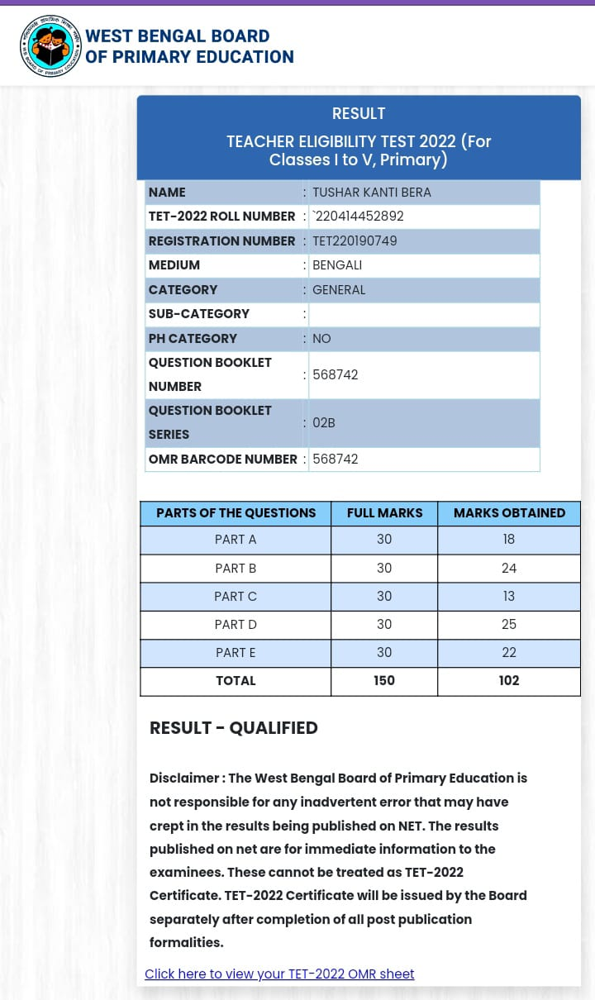 WEST BENGAL BOARD
OF PRIMARY EDUCATION
RESULT
TEACHER ELIGIBILITY TEST 2022 (For
Classes I to V, Primary)
NAME : TUSHAR KANTI BERA
TET-2022 ROLL NUMBER : `220414452892
REGISTRATION NUMBER : TET220190749
MEDIUM : BENGALI
CATEGORY : GENERAL
SUB-CATEGORY :
PH CATEGORY : NO
QUESTION BOOKLET
NUMBER : 568742
QUESTION BOOKLET
SERIES : 02B
OMR BARCODE NUMBER : 568742
PARTS OF THE QUESTIONS FULL MARKS MARKS OBTAINED
PART A 30 18
PART B 30 24
PART C 30 13
PART D 30 25
PART E 30 22
TOTAL 150 102
RESULT - QUALIFIED
Disclaimer : The West Bengal Board of Primary Education is
not responsible for any inadvertent error that may have
crept in the results being published on NET. The results
published on net are for immediate information to the
examinees. These cannot be treated as TET-2022
Certificate. TET-2022 Certificate will be issued by the Board
separately after completion of all post publication
formalities.
Click here to view your TET-2022 OMR sheet